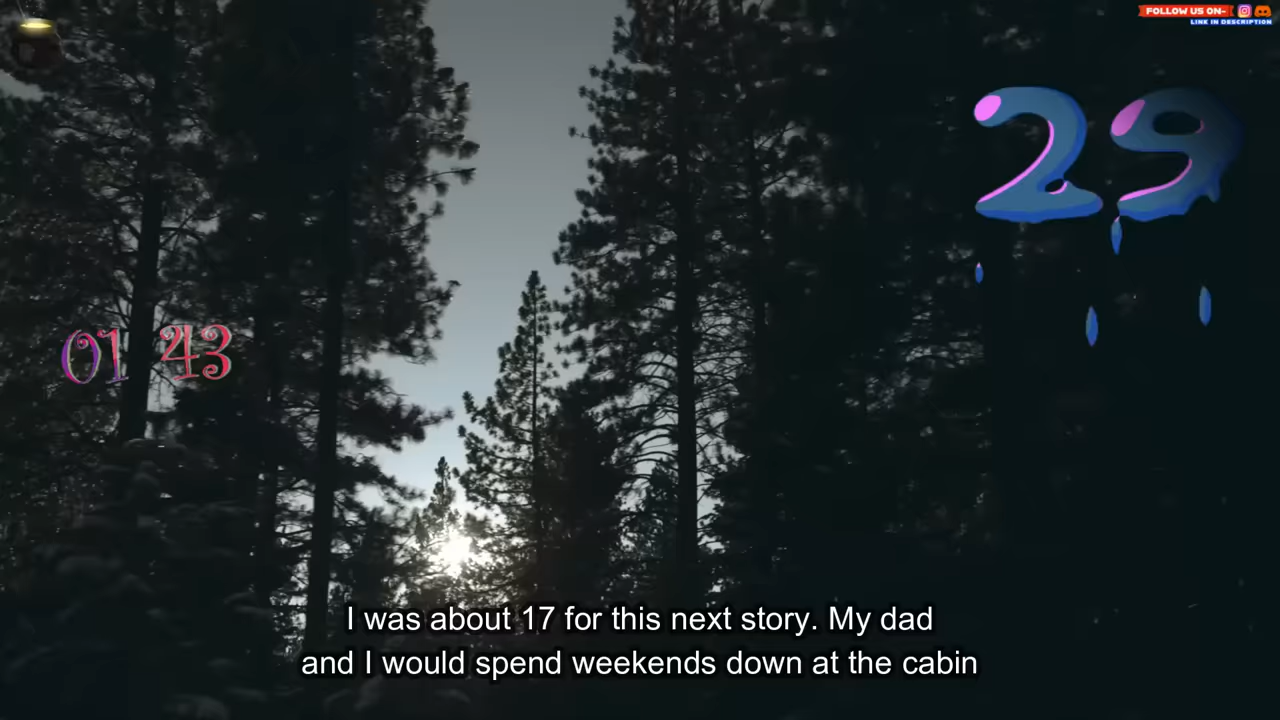 FOLLOW US ON-
LINK IN DESCRIPTION
29
01 43
I was about 17 for this next story. My dad
and I would spend weekends down at the cabin